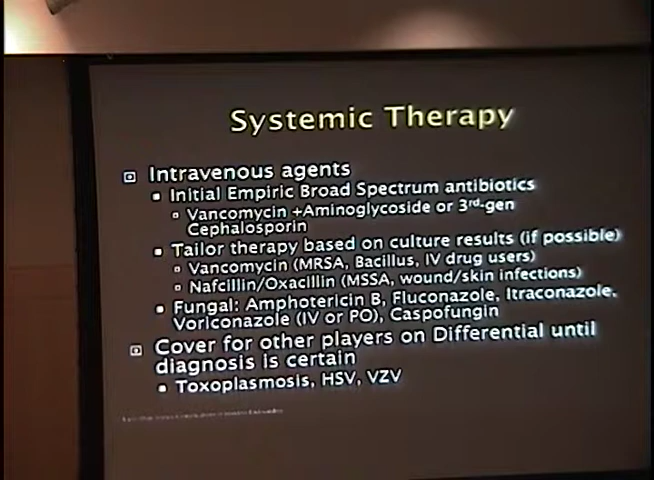 Systemic Therapy
Intravenous agents
Initial Empiric Broad Spectrum antibiotics
Vancomycin +Aminoglycoside or 3rd-gen
Cephalosporin
Tailor therapy based on culture results (if possible)
Vancomycin (MRSA, Bacillus, IV drug users)
Nafcillin/Oxacillin (MSSA, wound/skin infections)
Fungal: Amphotericin B, Fluconazole, Itraconazole,
Voriconazole (IV or PO), Caspofungin
Cover for other players on Differential until
diagnosis is certain
Toxoplasmosis, HSV, VZV